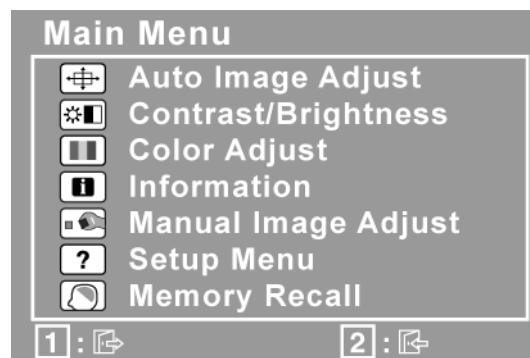 Main Menu
Auto Image Adjust
Contrast/Brightness
Color Adjust
i Information
Manual Image Adjust
? Setup Menu
Memory Recall
1 : 2 :